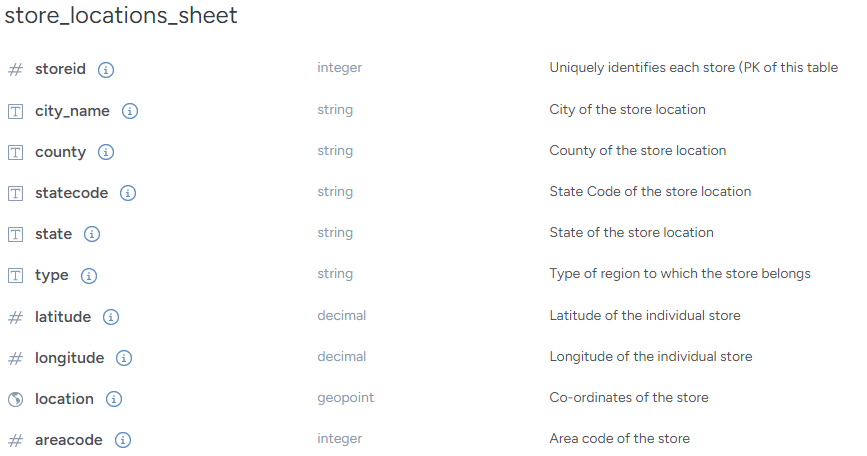 store_locations_sheet
# storeid integer Uniquely identifies each store (PK of this table
T city_name string City of the store location
T county string County of the store location
T statecode string State Code of the store location
T state string State of the store location
T type string Type of region to which the store belongs
# latitude decimal Latitude of the individual store
# longitude decimal Longitude of the individual store
location geopoint Co-ordinates of the store
# areacode integer Area code of the store